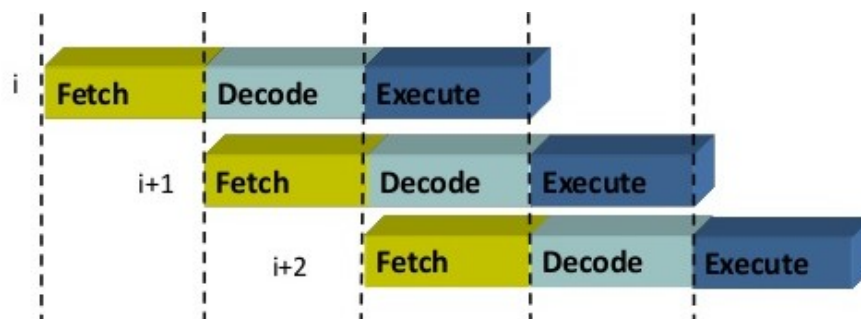 i Fetch Decode Execute
i+1 Fetch Decode Execute
i+2 Fetch Decode Execute